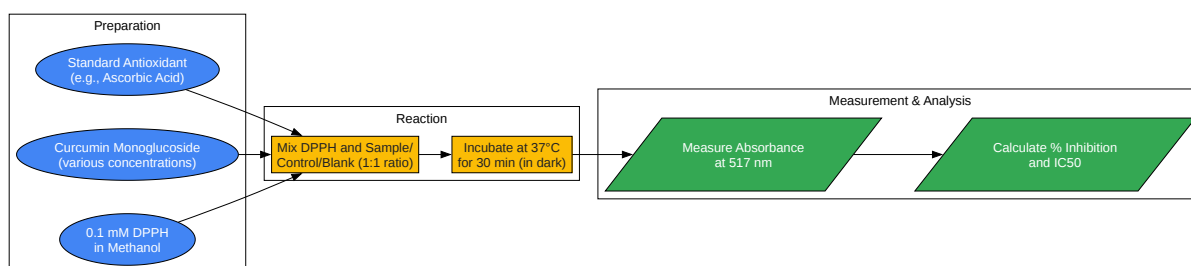 Preparation
Standard Antioxidant
(e.g., Ascorbic Acid)
Curcumin Monoglucoside
(various concentrations)
0.1 mM DPPH
in Methanol
Reaction
Mix DPPH and Sample/
Control/Blank (1:1 ratio)
Incubate at 37°C
for 30 min (in dark)
Measurement & Analysis
Measure Absorbance
at 517 nm
Calculate % Inhibition
and IC50